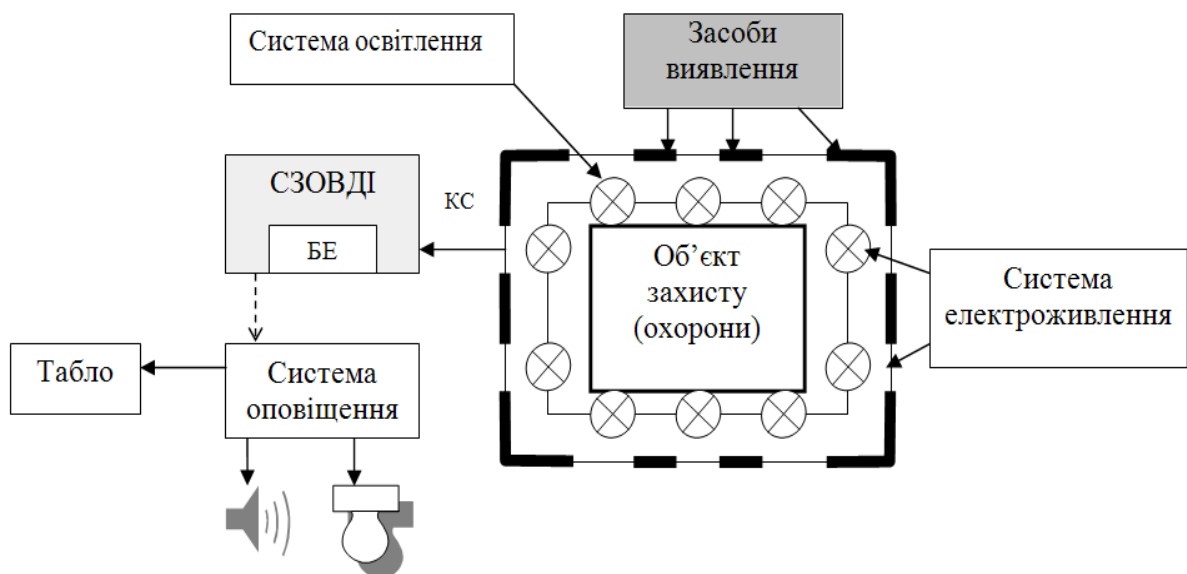 Система освітлення
Засоби
виявлення
СЗОВДІ
БЕ
КС
Об’єкт
захисту
(охорони)
Система
електроживлення
Табло
Система
оповіщення